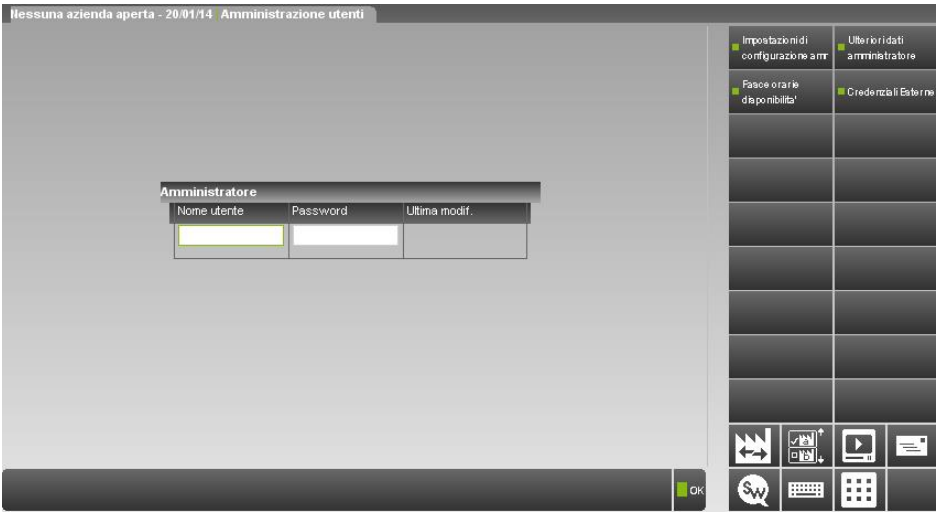 Nessuna azienda aperta - 20/01/14 Amministrazione utenti
Impostazioni di
configurazione amr
Ulteriori dati
amministratore
Fasce orarie
disponibilita'
Credenziali Esterne
Amministratore
Nome utente Password Ultima modif.
OK
SW